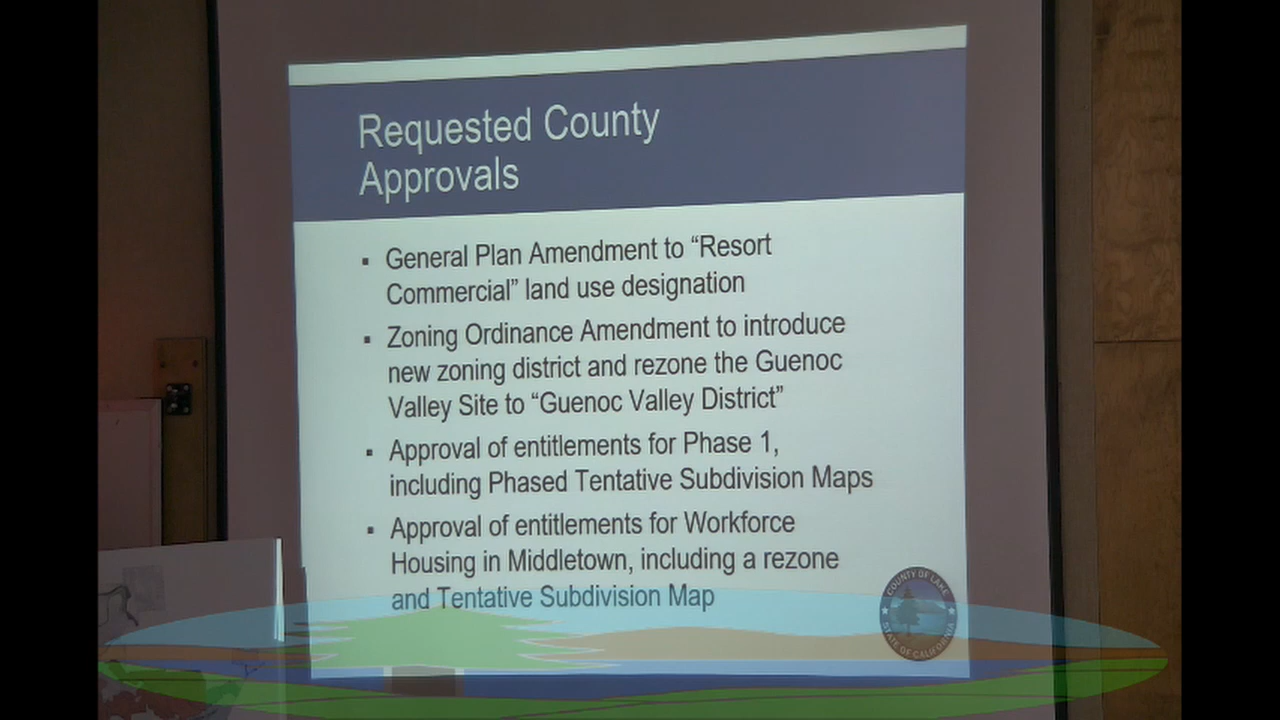 Requested County
Approvals
▪ General Plan Amendment to “Resort
Commercial” land use designation
▪ Zoning Ordinance Amendment to introduce
new zoning district and rezone the Guenoc
Valley Site to “Guenoc Valley District”
▪ Approval of entitlements for Phase 1,
including Phased Tentative Subdivision Maps
▪ Approval of entitlements for Workforce
Housing in Middletown, including a rezone
and Tentative Subdivision Map
COUNTY OF LAKE
STATE OF CALIFORNIA